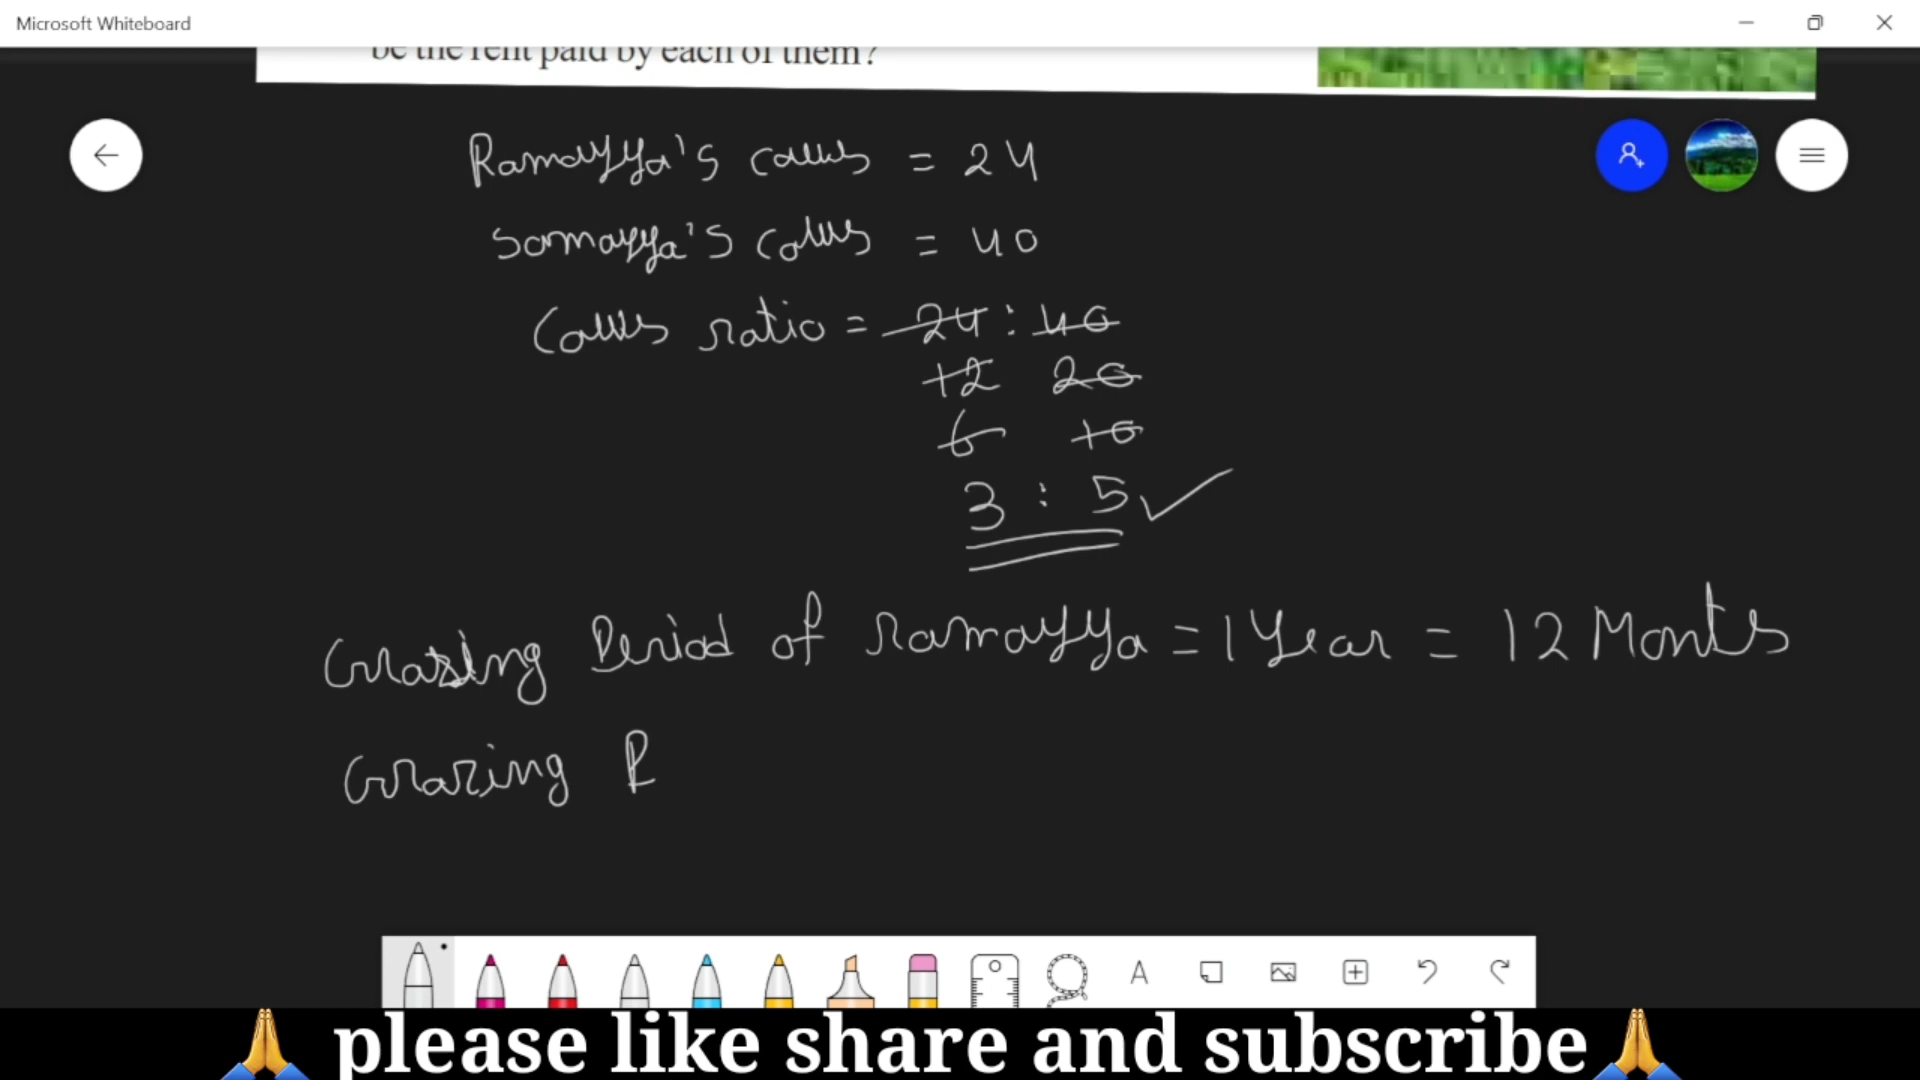 Microsoft Whiteboard
be the rent paid by each of them?
Ramayya's cows = 24
Somayya's cows = 40
Cows ratio = 24 : 40
12 20
6 10
3 : 5
Grazing Period of Ramayya = 1 Year = 12 Monts
Grazing P
A
🙏 please like share and subscribe 🙏